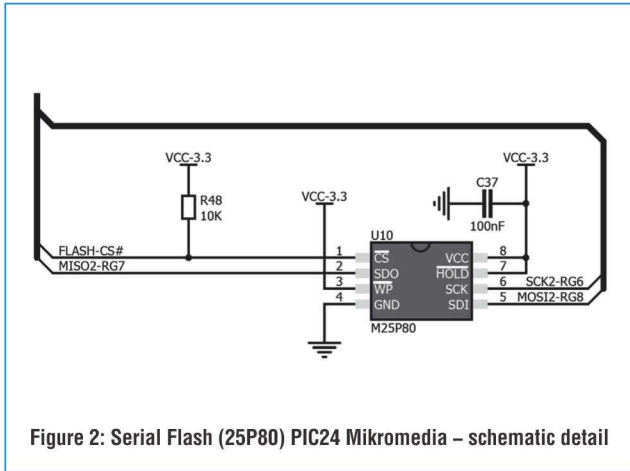 VCC-3.3
VCC-3.3
R48
10K
C37
VCC-3.3
100nF
U10
FLASH-CS#
1
CS
VCC
8
MISO2-RG7
2
SDO
HOLD
7
3
WP
SCK
6
SCK2-RG6
4
GND
SDI
5
MOSI2-RG8
M25P80
Figure 2: Serial Flash (25P80) PIC24 Mikromedia – schematic detail